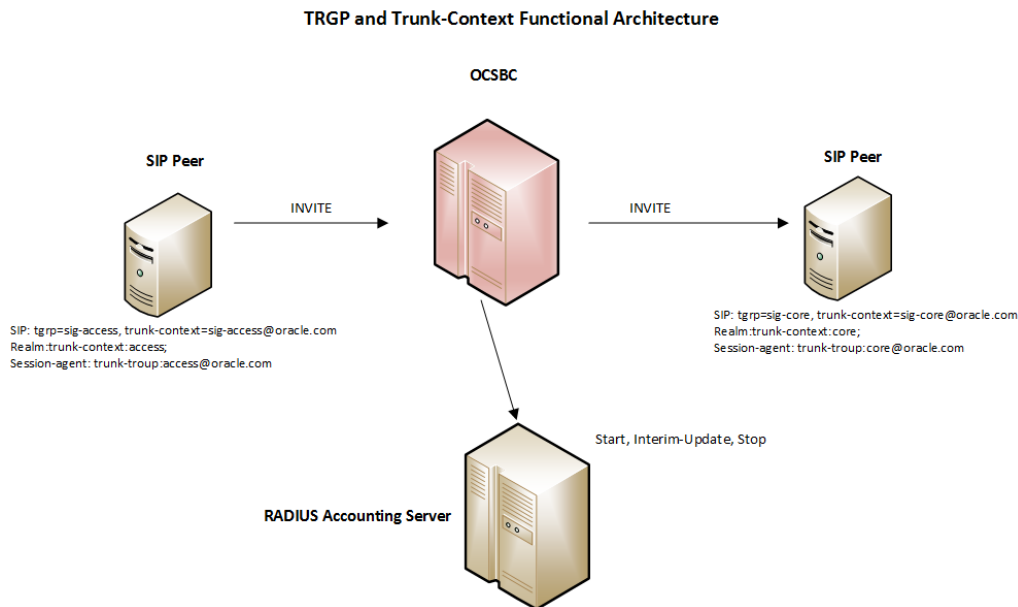 TRGP and Trunk-Context Functional Architecture
OCSBC
SIP Peer
SIP Peer
INVITE
INVITE
SIP: tgrp=sig-access, trunk-context=sig-access@oracle.com
Realm:trunk-context:access;
Session-agent: trunk-troup:access@oracle.com
SIP: tgrp=sig-core, trunk-context=sig-core@oracle.com
Realm:trunk-context:core;
Session-agent: trunk-troup:core@oracle.com
Start, Interim-Update, Stop
RADIUS Accounting Server